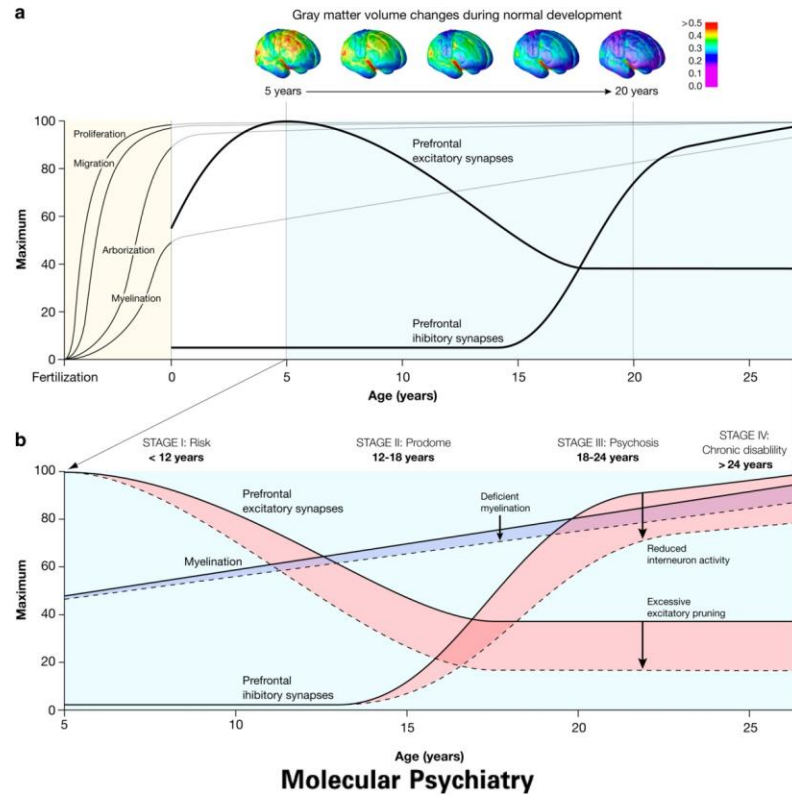 a
Gray matter volume changes during normal development
>0.5
0.4
0.3
0.2
0.1
0.0
5 years
20 years
Maximum
100
80
60
40
20
0
Proliferation
Migration
Arborization
Myelination
Prefrontal
excitatory synapses
Prefrontal
ihibitory synapses
Fertilization
0
5
10
15
20
25
Age (years)
b
STAGE I: Risk
< 12 years
STAGE II: Prodome
12-18 years
STAGE III: Psychosis
18-24 years
STAGE IV:
Chronic disablility
> 24 years
Maximum
100
80
60
40
20
0
Prefrontal
excitatory synapses
Deficient
myelination
Myelination
Reduced
interneuron activity
Excessive
excitatory pruning
Prefrontal
ihibitory synapses
5
10
15
20
25
Age (years)
Molecular Psychiatry